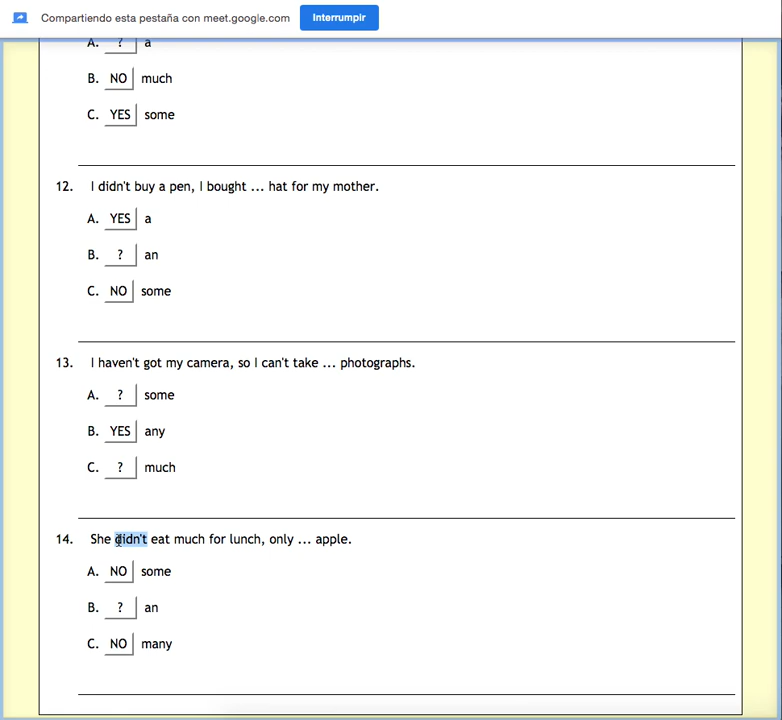 Compartiendo esta pestaña con meet.google.com Interrumpir
A. ? a
B. NO much
C. YES some
12. I didn't buy a pen, I bought ... hat for my mother.
A. YES a
B. ? an
C. NO some
13. I haven't got my camera, so I can't take ... photographs.
A. ? some
B. YES any
C. ? much
14. She didn't eat much for lunch, only ... apple.
A. NO some
B. ? an
C. NO many